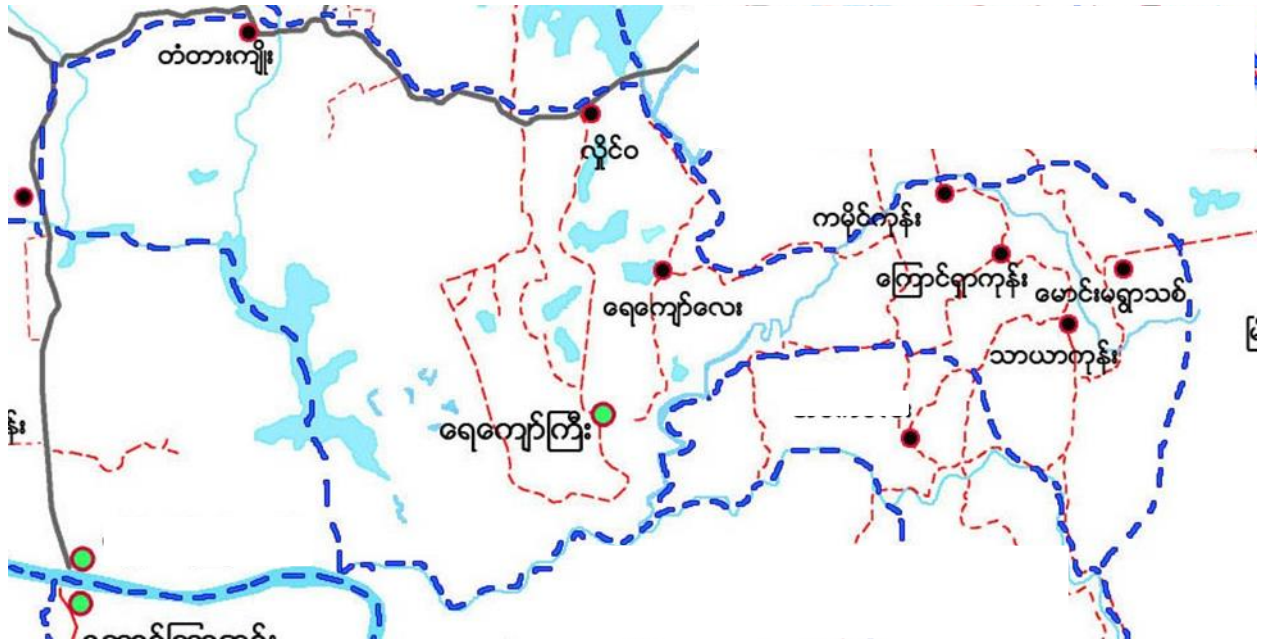 တံတားကျိုး
လှိုင်ဝ
ကမိုင်ကုန်း
ကြောင်ရှာကုန်း
မောင်းမရွာသစ်
ရေကျော်လေး
သာယာကုန်း
ရေကျော်ကြီး